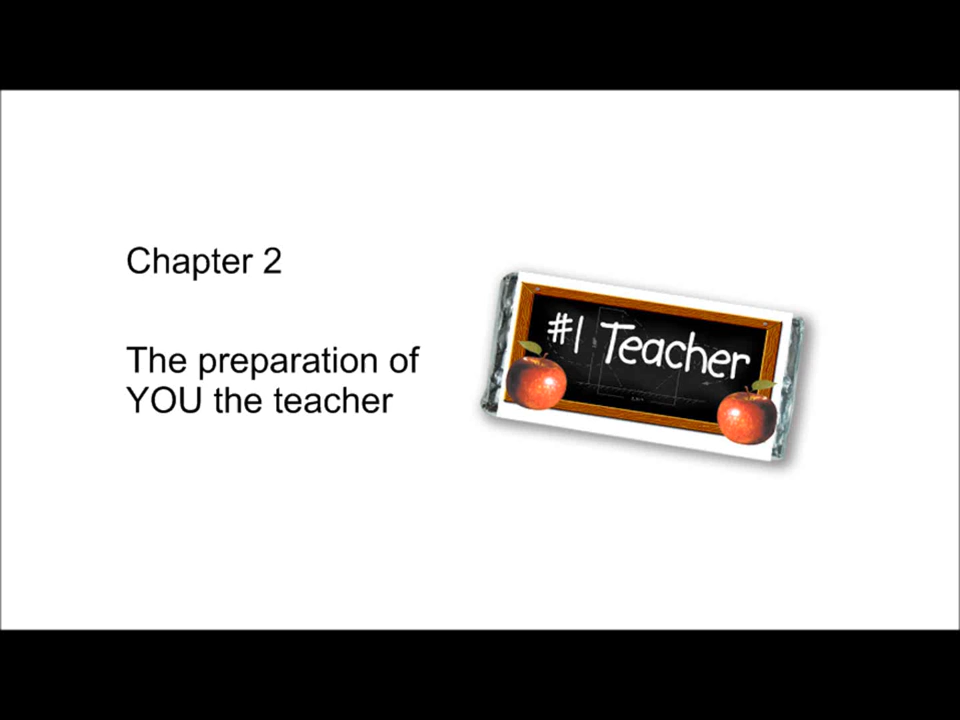 Chapter 2
The preparation of
YOU the teacher
#1 Teacher